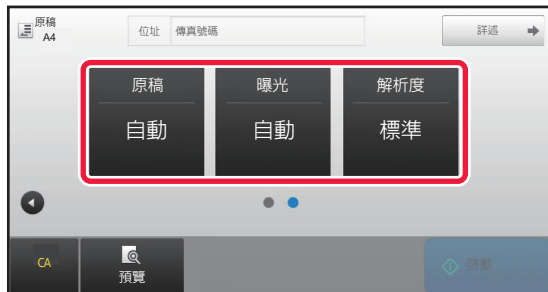 原稿
A4
位址 傳真號碼
詳述
原稿 曝光 解析度
自動 自動 標準
CA
預覽
啓動